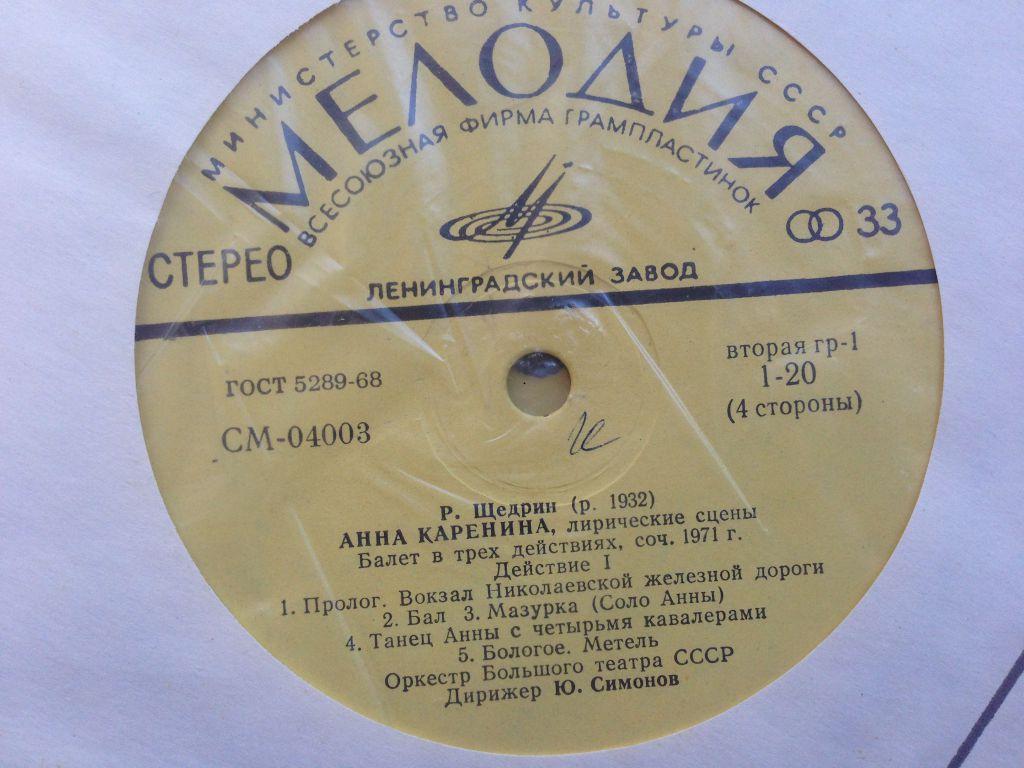 МИНИСТЕРСТВО КУЛЬТУРЫ СССР
МЕЛОДИЯ
ВСЕСОЮЗНАЯ ФИРМА ГРАМПЛАСТИНОК
СТЕРЕО
33
ЛЕНИНГРАДСКИЙ ЗАВОД
ГОСТ 5289-68
СМ-04003
вторая гр-1
1-20
(4 стороны)
Р. Щедрин (р. 1932)
АННА КАРЕНИНА, лирические сцены
Балет в трех действиях, соч. 1971 г.
Действие I
1. Пролог. Вокзал Николаевской железной дороги
2. Бал 3. Мазурка (Соло Анны)
4. Танец Анны с четырьмя кавалерами
5. Бологое. Метель
Оркестр Большого театра СССР
Дирижер Ю. Симонов